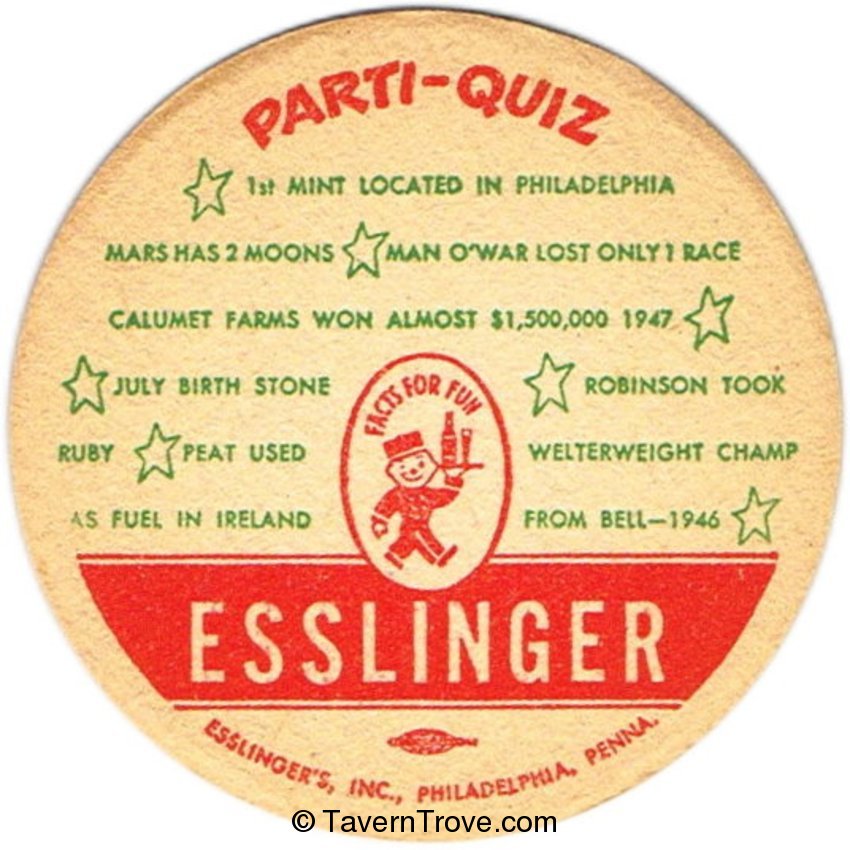 PARTI-QUIZ
1st MINT LOCATED IN PHILADELPHIA
MARS HAS 2 MOONS MAN O'WAR LOST ONLY 1 RACE
CALUMET FARMS WON ALMOST $1,500,000 1947
JULY BIRTH STONE
RUBY PEAT USED
AS FUEL IN IRELAND
FACTS FOR FUN
ROBINSON TOOK
WELTERWEIGHT CHAMP
FROM BELL—1946
ESSLINGER
ESSLINGER'S, INC., PHILADELPHIA, PENNA.
© TavernTrove.com